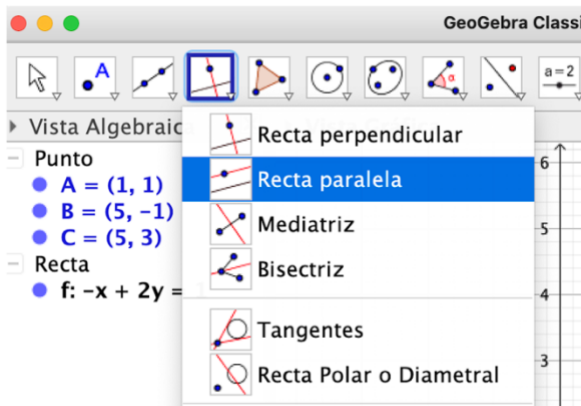 GeoGebra Classi
A
α
a=2
Vista Algebraica
Punto
A = (1, 1)
B = (5, -1)
C = (5, 3)
Recta
f: -x + 2y =
Recta perpendicular
Recta paralela
Mediatriz
Bisectriz
Tangentes
Recta Polar o Diametral
6
5
4
3